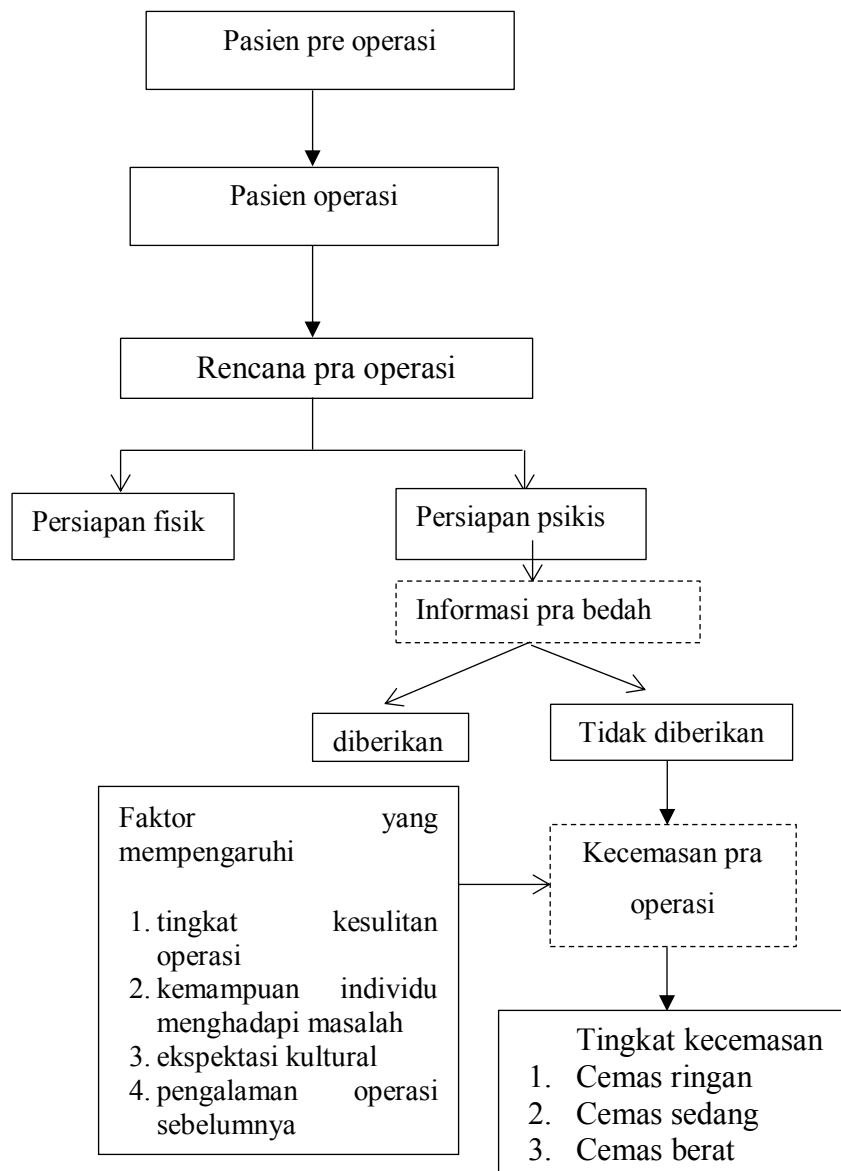 Pasien pre operasi
Pasien operasi
Rencana pra operasi
Persiapan fisik
Persiapan psikis
Informasi pra bedah
diberikan
Tidak diberikan
Faktor yang
mempengaruhi
1. tingkat kesulitan
operasi
2. kemampuan individu
menghadapi masalah
3. ekspektasi kultural
4. pengalaman operasi
sebelumnya
Kecemasan pra
operasi
Tingkat kecemasan
1. Cemas ringan
2. Cemas sedang
3. Cemas berat